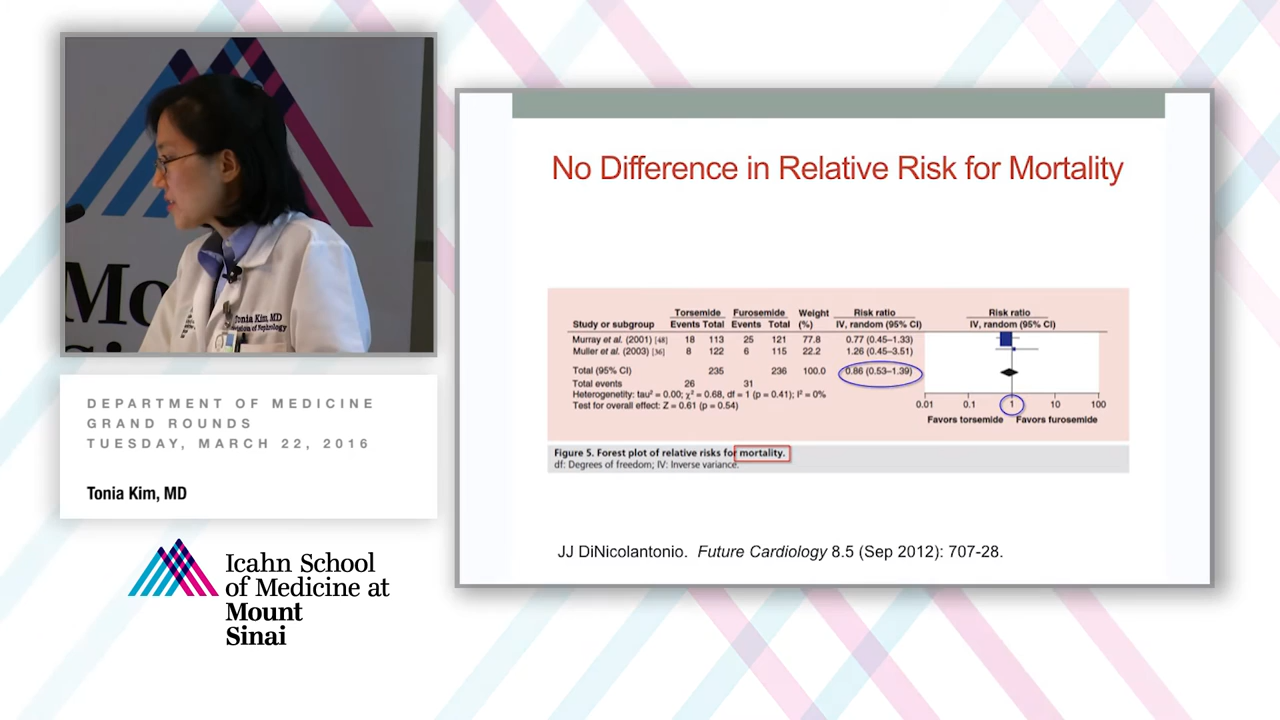 Mo
Tonia Kim, MD
DEPARTMENT OF MEDICINE
GRAND ROUNDS
TUESDAY, MARCH 22, 2016
Tonia Kim, MD
Icahn School
of Medicine at
Mount
Sinai
No Difference in Relative Risk for Mortality
Torsemide Furosemide Weight Risk ratio Risk ratio
Study or subgroup Events Total Events Total (%) IV, random (95% CI) IV, random (95% CI)
Murray et al. (2001) [48] 18 113 25 121 77.8 0.77 (0.45–1.33)
Muller et al. (2003) [36] 8 122 6 115 22.2 1.26 (0.45–3.51)
Total (95% CI) 235 236 100.0 0.86 (0.53–1.39)
Total events 26 31
Heterogenetity: tau² = 0.00; χ² = 0.68, df = 1 (p = 0.41); I² = 0%
Test for overall effect: Z = 0.61 (p = 0.54)
0.01 0.1 1 10 100
Favors torsemide Favors furosemide
Figure 5. Forest plot of relative risks for mortality.
df: Degrees of freedom; IV: Inverse variance.
JJ DiNicolantonio. Future Cardiology 8.5 (Sep 2012): 707-28.